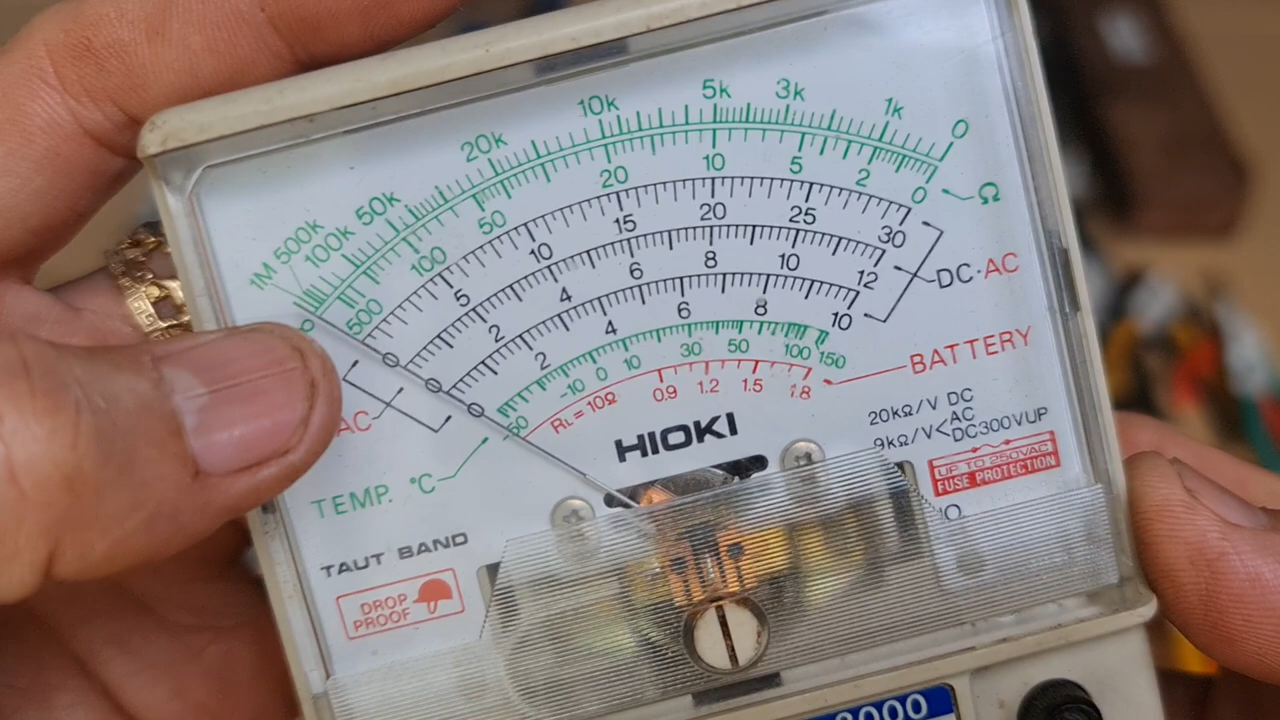 1M 500k 100k 50k 20k 10k 5k 3k 1k 0
∞ 500 100 50 20 10 5 2 0 Ω
0 5 10 15 20 25 30
0 2 4 6 8 10 12
0 2 4 6 8 10
DC·AC
AC
-50 -10 0 10 30 50 100 150
TEMP. °C
RL=10Ω 0.9 1.2 1.5 1.8
BATTERY
HIOKI
20kΩ/V DC
9kΩ/V<AC
DC300VUP
UP TO 250VAC
FUSE PROTECTION
TAUT BAND
DROP
PROOF